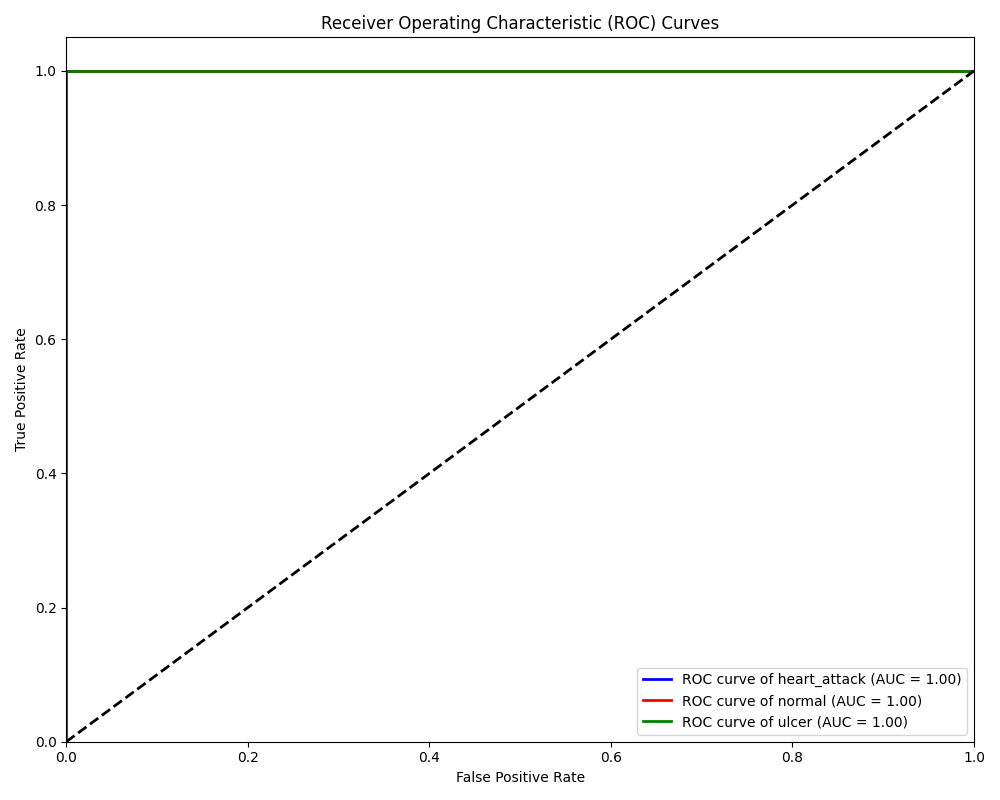 Receiver Operating Characteristic (ROC) Curves
1.0
0.8
0.6
0.4
0.2
0.0
True Positive Rate
0.0 0.2 0.4 0.6 0.8 1.0
False Positive Rate
ROC curve of heart_attack (AUC = 1.00)
ROC curve of normal (AUC = 1.00)
ROC curve of ulcer (AUC = 1.00)